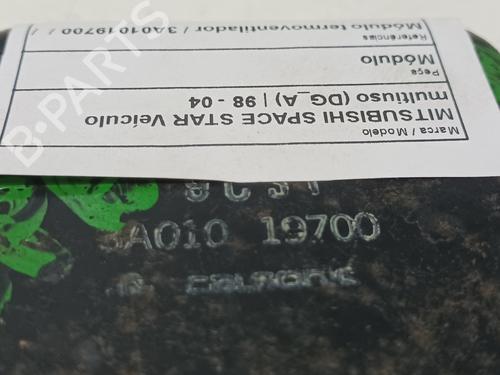 Marca / Modelo
MITSUBISHI SPACE STAR Veículo
multiuso (DG_A) | 98 - 04
Peça
Módulo
Referências
Módulo termoventilador / 3A01019700 /
3A010 19700
B-PARTS